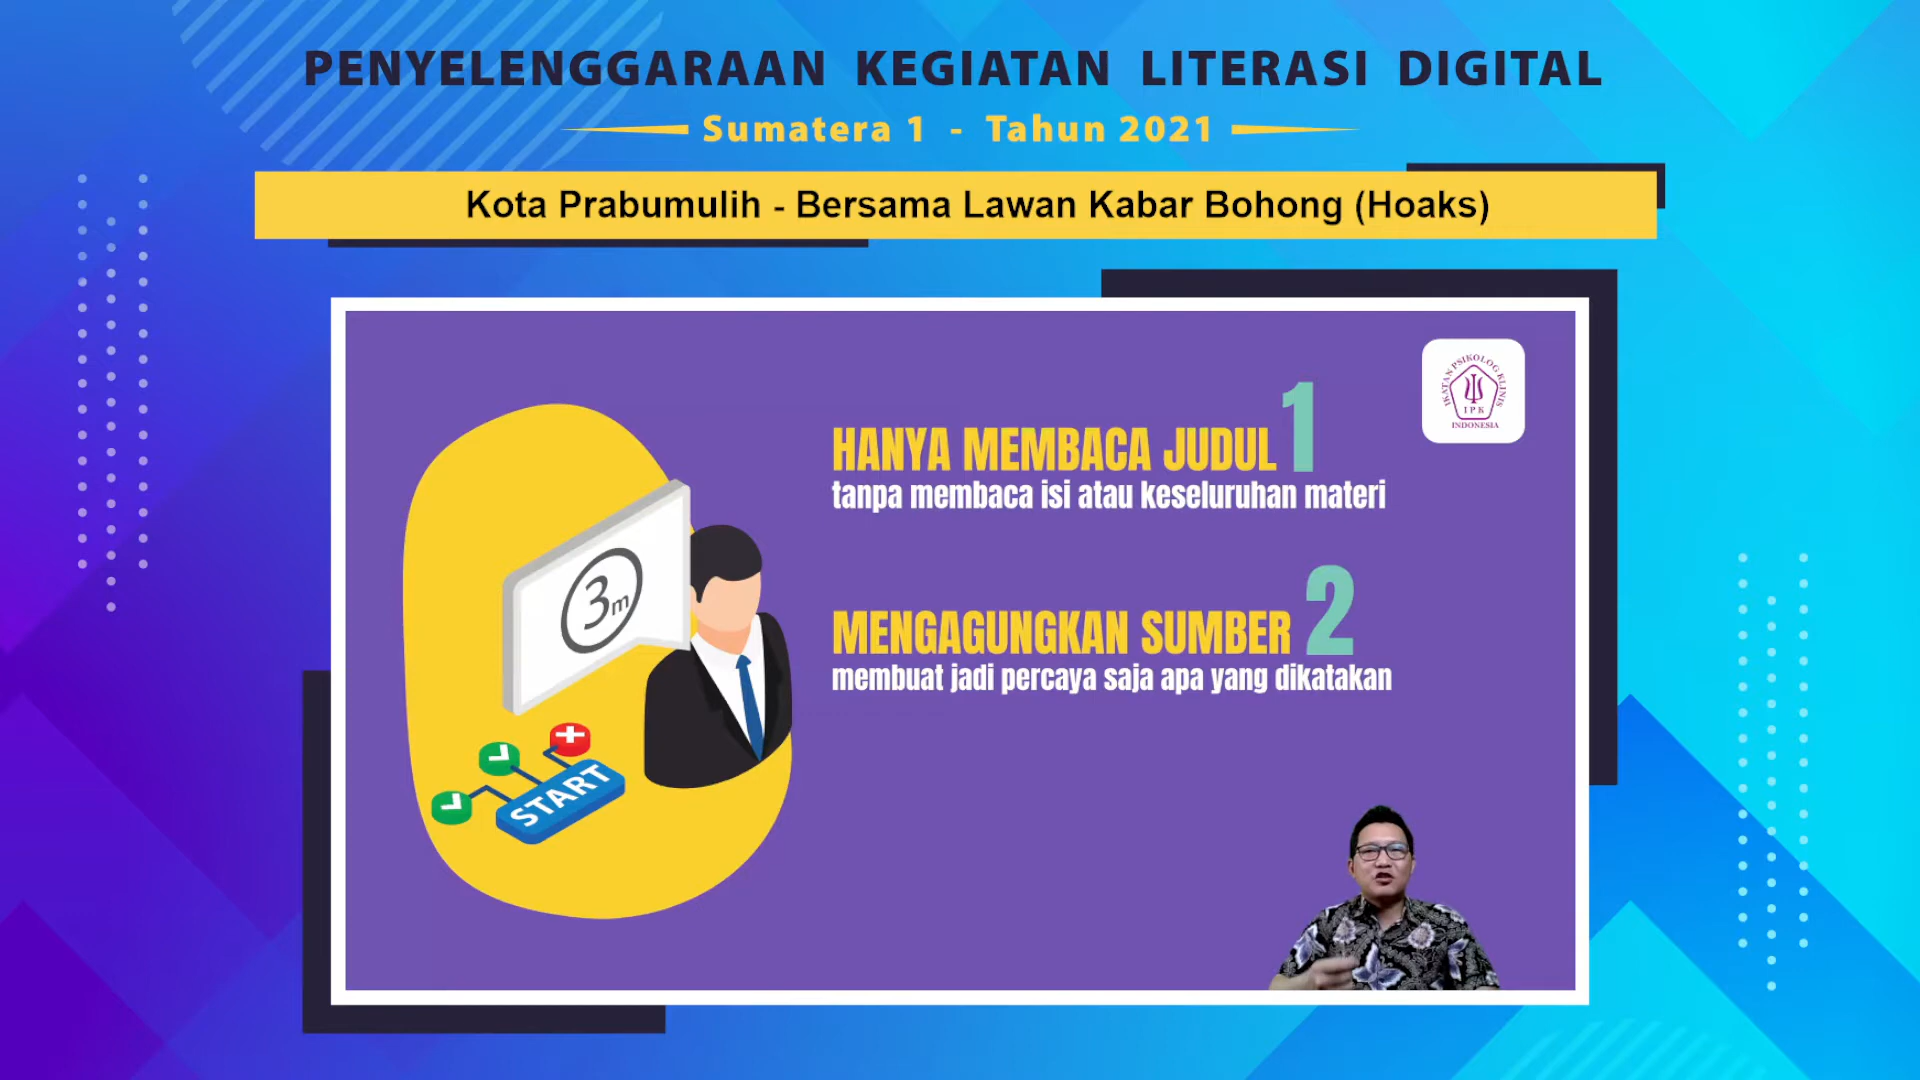 PENYELENGGARAAN KEGIATAN LITERASI DIGITAL
Sumatera 1 - Tahun 2021
Kota Prabumulih - Bersama Lawan Kabar Bohong (Hoaks)
IKATAN PSIKOLOG KLINIS
IPK
INDONESIA
HANYA MEMBACA JUDUL 1
tanpa membaca isi atau keseluruhan materi
MENGAGUNGKAN SUMBER 2
membuat jadi percaya saja apa yang dikatakan
3m
START